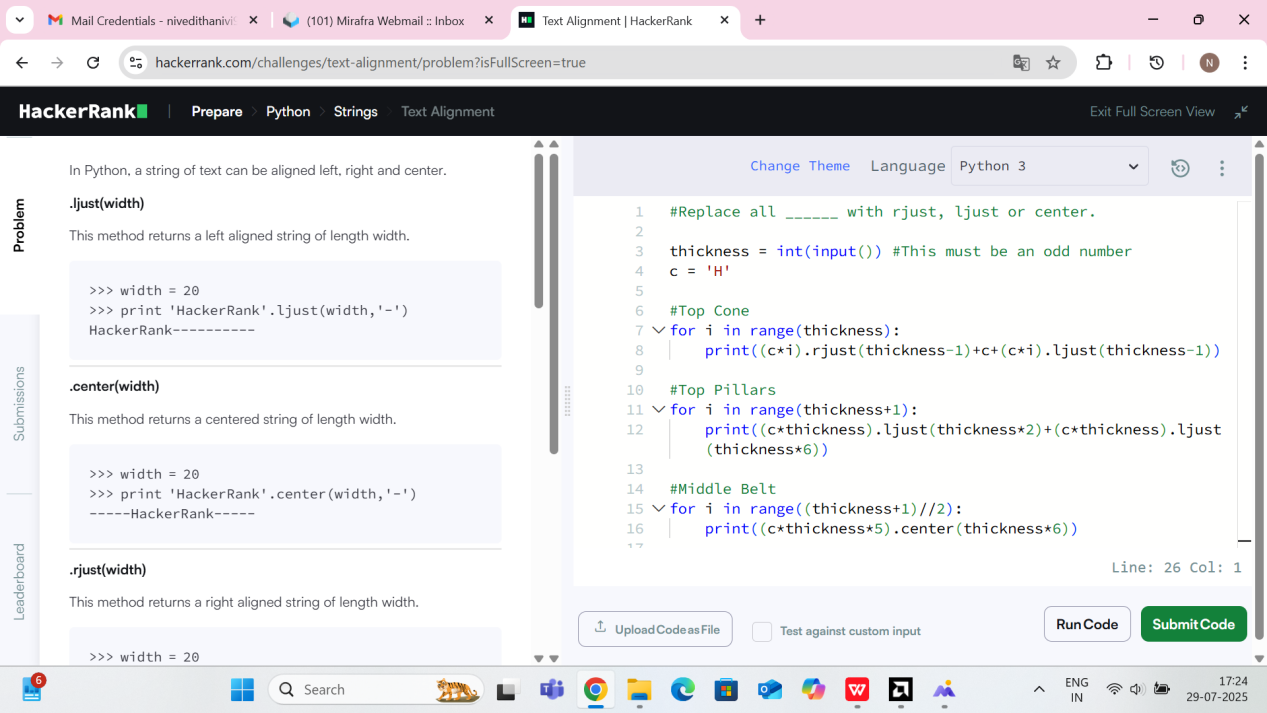 Mail Credentials - nivedithanivi
(101) Mirafra Webmail :: Inbox
Text Alignment | HackerRank
hackerrank.com/challenges/text-alignment/problem?isFullScreen=true
N
HackerRank
Prepare
Python
Strings
Text Alignment
Exit Full Screen View
Problem
Submissions
Leaderboard
In Python, a string of text can be aligned left, right and center.
.ljust(width)
This method returns a left aligned string of length width.
>>> width = 20
>>> print 'HackerRank'.ljust(width,'-')
HackerRank----------
.center(width)
This method returns a centered string of length width.
>>> width = 20
>>> print 'HackerRank'.center(width,'-')
-----HackerRank-----
.rjust(width)
This method returns a right aligned string of length width.
>>> width = 20
Change Theme
Language
Python 3
1 #Replace all ______ with rjust, ljust or center.
2
3 thickness = int(input()) #This must be an odd number
4 c = 'H'
5
6 #Top Cone
7 for i in range(thickness):
8 print((c*i).rjust(thickness-1)+c+(c*i).ljust(thickness-1))
9
10 #Top Pillars
11 for i in range(thickness+1):
12 print((c*thickness).ljust(thickness*2)+(c*thickness).ljust
(thickness*6))
13
14 #Middle Belt
15 for i in range((thickness+1)//2):
16 print((c*thickness*5).center(thickness*6))
17
Line: 26 Col: 1
Upload Code as File
Test against custom input
Run Code
Submit Code
6
Search
ENG
IN
17:24
29-07-2025